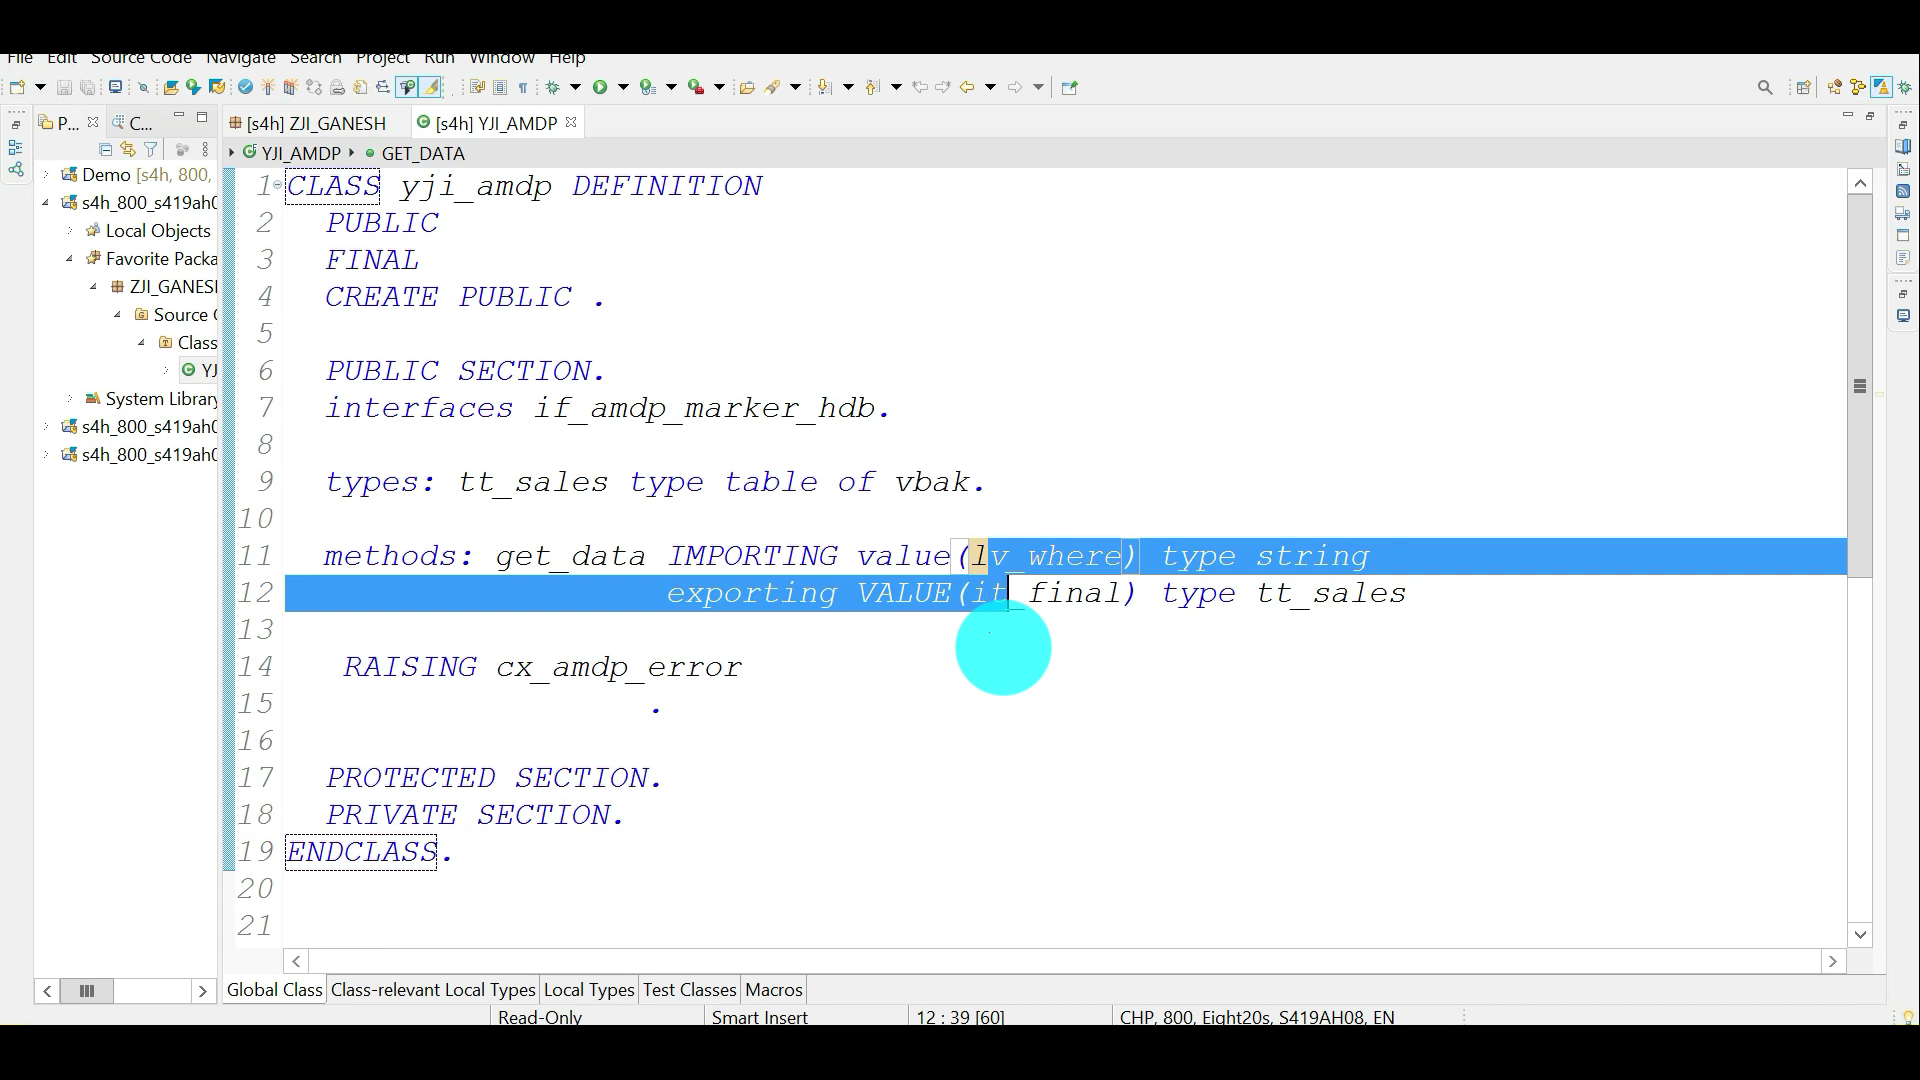 File Edit Source Code Navigate Search Project Run Window Help
P... C... [s4h] ZJI_GANESH [s4h] YJI_AMDP
YJI_AMDP GET_DATA
Demo [s4h, 800,
s4h_800_s419ah0
Local Objects
Favorite Packa
ZJI_GANESH
Source
Class
YJ
System Library
s4h_800_s419ah0
s4h_800_s419ah0
1 CLASS yji_amdp DEFINITION
2 PUBLIC
3 FINAL
4 CREATE PUBLIC .
5
6 PUBLIC SECTION.
7 interfaces if_amdp_marker_hdb.
8
9 types: tt_sales type table of vbak.
10
11 methods: get_data IMPORTING value(lv_where) type string
12 exporting VALUE(it_final) type tt_sales
13
14 RAISING cx_amdp_error
15 .
16
17 PROTECTED SECTION.
18 PRIVATE SECTION.
19 ENDCLASS.
20
21
Global Class Class-relevant Local Types Local Types Test Classes Macros
Read-Only Smart Insert 12 : 39 [60] CHP, 800, Eight20s, S419AH08, EN